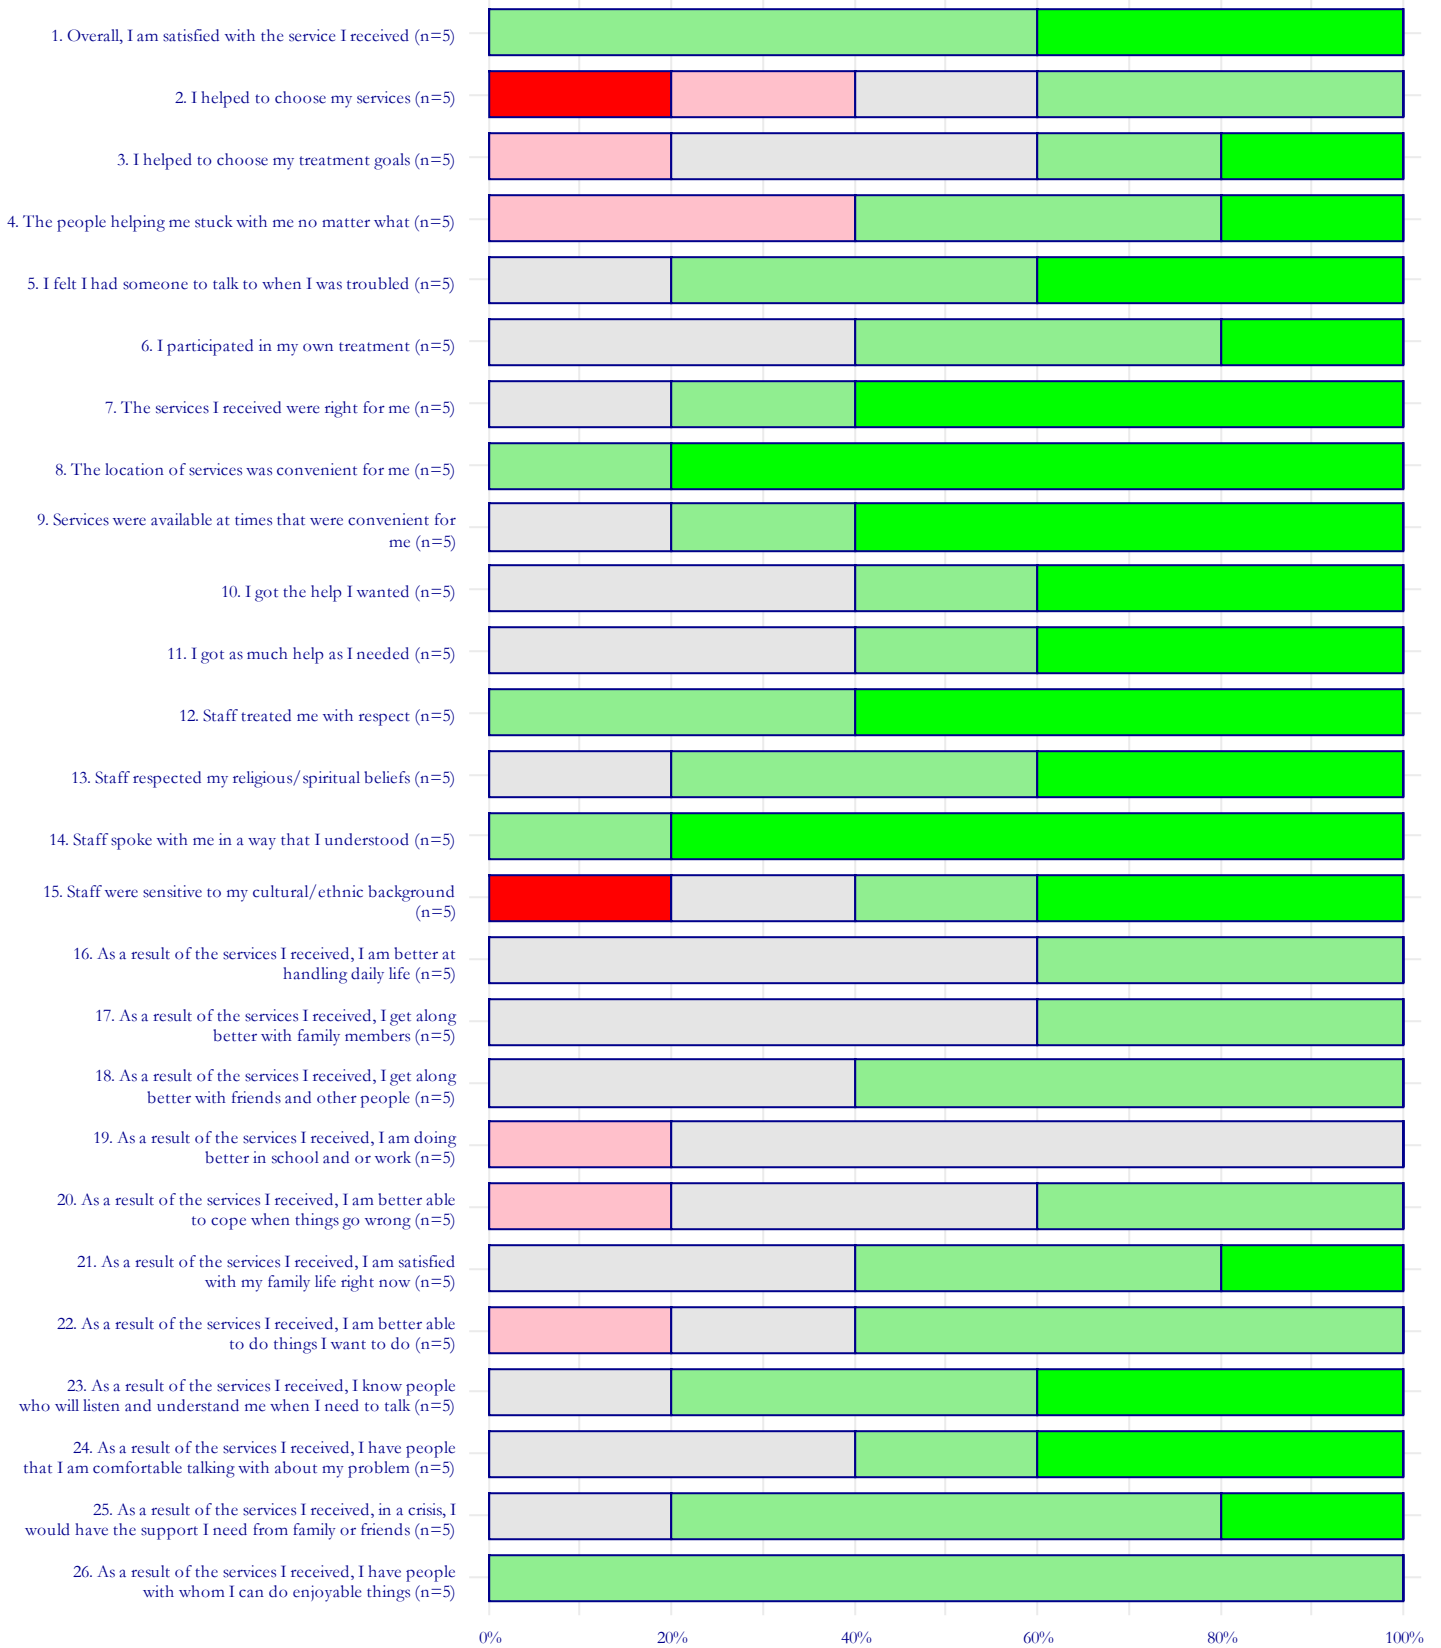 1. Overall, I am satisfied with the service I received (n=5)
2. I helped to choose my services (n=5)
3. I helped to choose my treatment goals (n=5)
4. The people helping me stuck with me no matter what (n=5)
5. I felt I had someone to talk to when I was troubled (n=5)
6. I participated in my own treatment (n=5)
7. The services I received were right for me (n=5)
8. The location of services was convenient for me (n=5)
9. Services were available at times that were convenient for
me (n=5)
10. I got the help I wanted (n=5)
11. I got as much help as I needed (n=5)
12. Staff treated me with respect (n=5)
13. Staff respected my religious/spiritual beliefs (n=5)
14. Staff spoke with me in a way that I understood (n=5)
15. Staff were sensitive to my cultural/ethnic background
(n=5)
16. As a result of the services I received, I am better at
handling daily life (n=5)
17. As a result of the services I received, I get along
better with family members (n=5)
18. As a result of the services I received, I get along
better with friends and other people (n=5)
19. As a result of the services I received, I am doing
better in school and or work (n=5)
20. As a result of the services I received, I am better able
to cope when things go wrong (n=5)
21. As a result of the services I received, I am satisfied
with my family life right now (n=5)
22. As a result of the services I received, I am better able
to do things I want to do (n=5)
23. As a result of the services I received, I know people
who will listen and understand me when I need to talk (n=5)
24. As a result of the services I received, I have people
that I am comfortable talking with about my problem (n=5)
25. As a result of the services I received, in a crisis, I
would have the support I need from family or friends (n=5)
26. As a result of the services I received, I have people
with whom I can do enjoyable things (n=5)
0% 20% 40% 60% 80% 100%